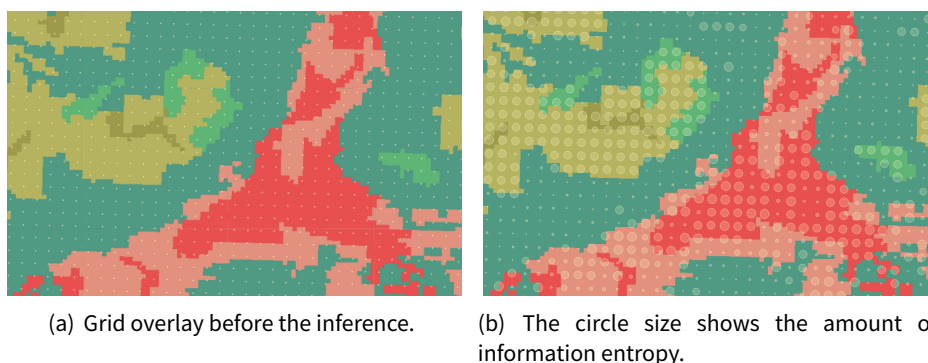 (a) Grid overlay before the inference.
(b) The circle size shows the amount o
information entropy.